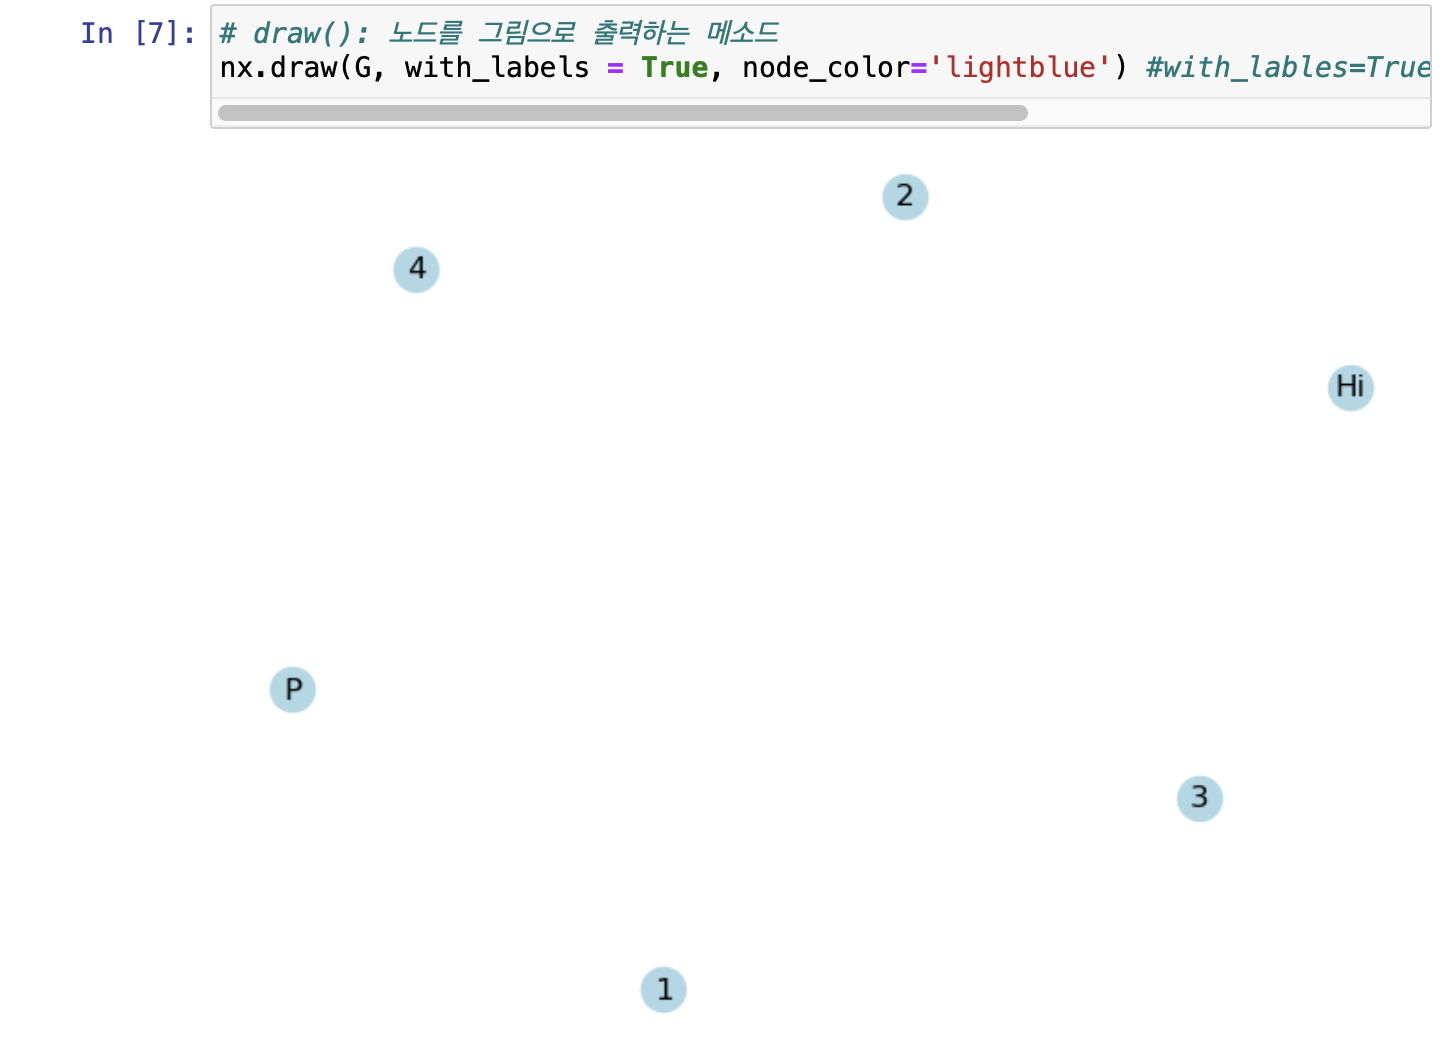 In [7]:
# draw(): 노드를 그림으로 출력하는 메소드
nx.draw(G, with_labels = True, node_color='lightblue') #with_lables=True
2
4
Hi
P
3
1